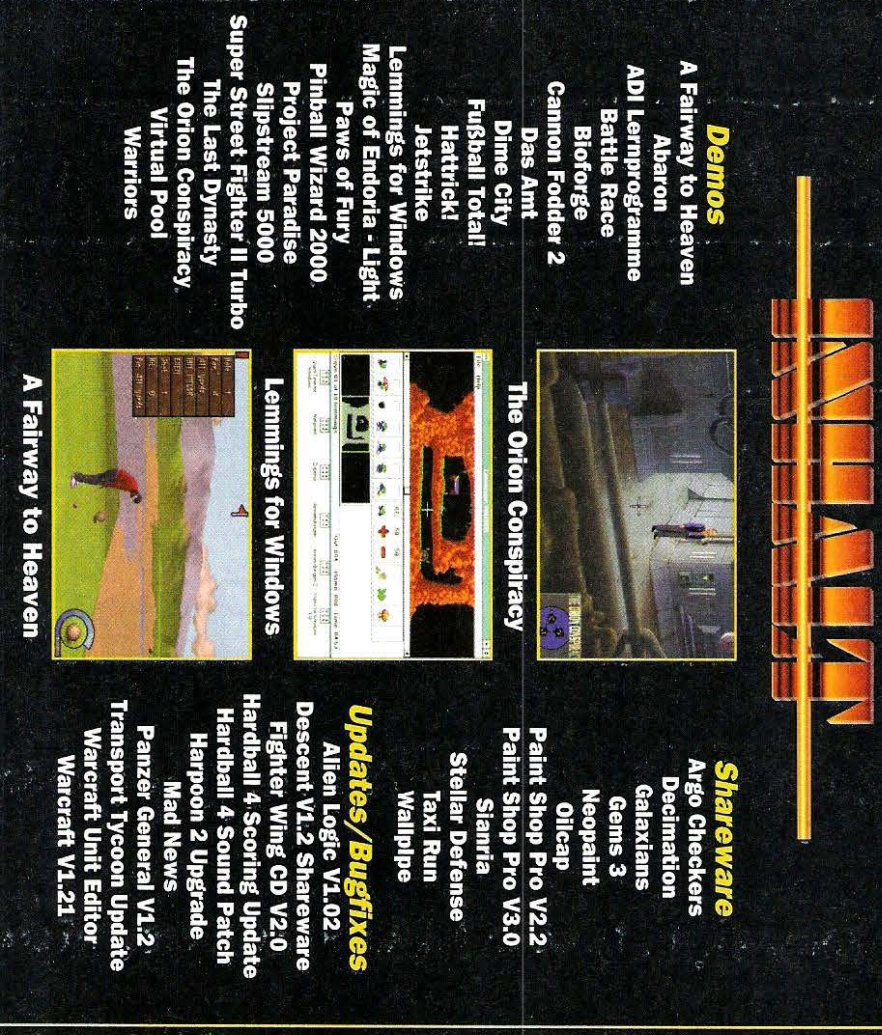 INHALT
Demos
A Fairway to Heaven
Abaron
ADI Lernprogramme
Battle Race
Bioforge
Cannon Fodder 2
Das Amt
Dime City
Fußball Total!
Hattrick!
Jetstrike
Lemmings for Windows
Magic of Endoria - Light
Paws of Fury
Pinball Wizard 2000
Project Paradise
Slipstream 5000
Super Street Fighter II Turbo
The Last Dynasty
The Orion Conspiracy
Virtual Pool
Warriors
The Orion Conspiracy
File Help
Lemmings for Windows
A Fairway to Heaven
Shareware
Argo Checkers
Decimation
Galaxians
Gems 3
Neopaint
Oilcap
Paint Shop Pro V2.2
Paint Shop Pro V3.0
Sianria
Stellar Defense
Taxi Run
Wallpipe
Updates/Bugfixes
Alien Logic V1.02
Descent V1.2 Shareware
Fighter Wing CD V2.0
Hardball 4 Scoring Update
Hardball 4 Sound Patch
Harpoon 2 Upgrade
Mad News
Panzer General V1.2
Transport Tycoon Update
Warcraft Unit Editor
Warcraft V1.21